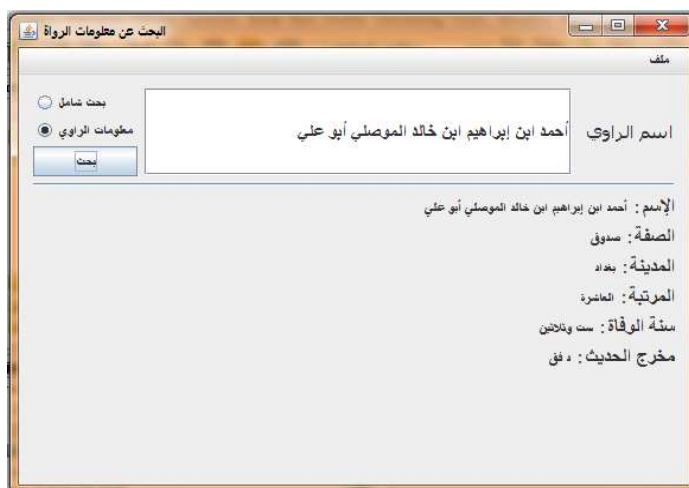 البحث عن معلومات الرواة
ملف
اسم الراوي
أحمد ابن إبراهيم ابن خالد الموصلي أبو علي
بحث شامل
معلومات الراوي
بحث
الإسم : أحمد ابن إبراهيم ابن خالد الموصلي أبو علي
الصفة : صدوق
المدينة : بغداد
المرتبة : العاشرة
سنة الوفاة : ست وثلاثين
مخرج الحديث : د فق